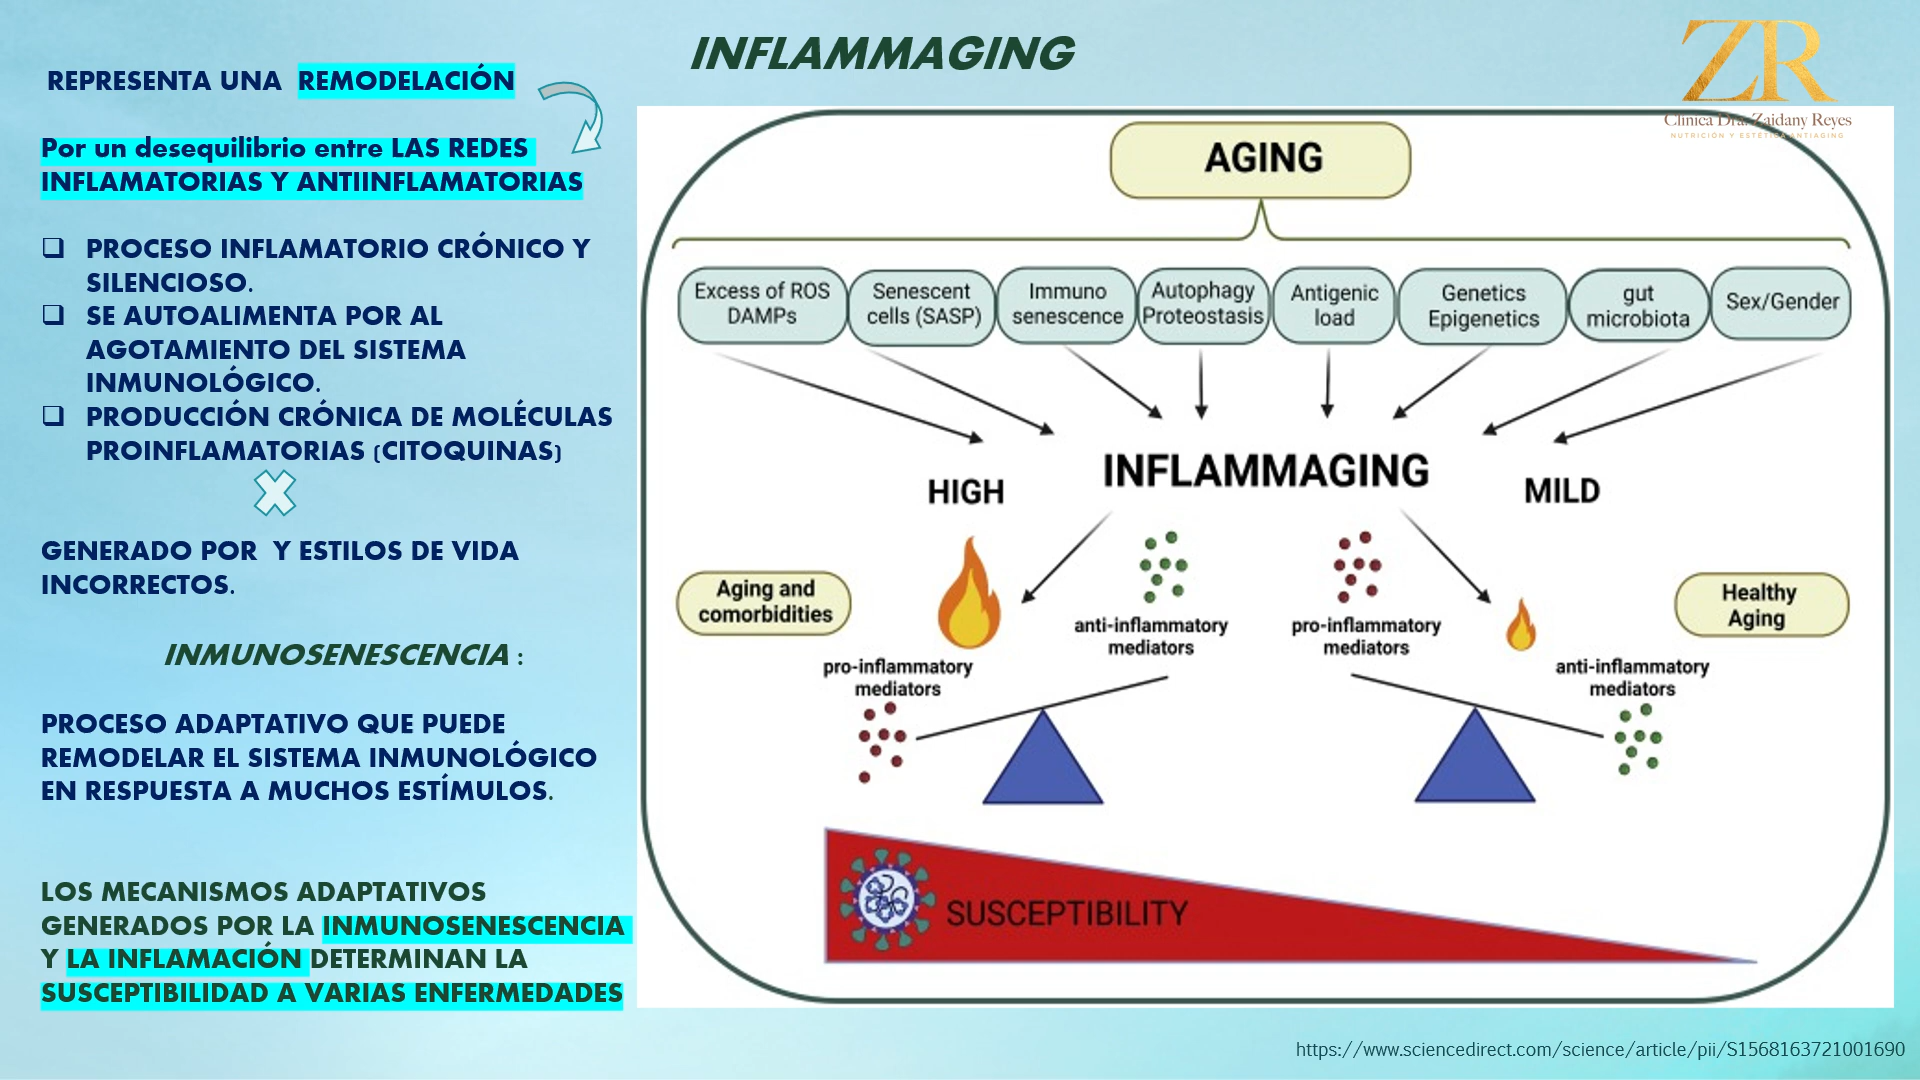 INFLAMMAGING
ZR
Clínica Dra. Zaidany Reyes
NUTRICIÓN Y ESTÉTICA ANTIAGING
REPRESENTA UNA REMODELACIÓN
Por un desequilibrio entre LAS REDES
INFLAMATORIAS Y ANTIINFLAMATORIAS
❑ PROCESO INFLAMATORIO CRÓNICO Y
SILENCIOSO.
❑ SE AUTOALIMENTA POR AL
AGOTAMIENTO DEL SISTEMA
INMUNOLÓGICO.
❑ PRODUCCIÓN CRÓNICA DE MOLÉCULAS
PROINFLAMATORIAS (CITOQUINAS)
GENERADO POR Y ESTILOS DE VIDA
INCORRECTOS.
INMUNOSENESCENCIA :
PROCESO ADAPTATIVO QUE PUEDE
REMODELAR EL SISTEMA INMUNOLÓGICO
EN RESPUESTA A MUCHOS ESTÍMULOS.
LOS MECANISMOS ADAPTATIVOS
GENERADOS POR LA INMUNOSENESCENCIA
Y LA INFLAMACIÓN DETERMINAN LA
SUSCEPTIBILIDAD A VARIAS ENFERMEDADES
AGING
Excess of ROS
DAMPs
Senescent
cells (SASP)
Immuno
senescence
Autophagy
Proteostasis
Antigenic
load
Genetics
Epigenetics
gut
microbiota
Sex/Gender
INFLAMMAGING
HIGH
MILD
Aging and
comorbidities
pro-inflammatory
mediators
anti-inflammatory
mediators
pro-inflammatory
mediators
anti-inflammatory
mediators
Healthy
Aging
SUSCEPTIBILITY
https://www.sciencedirect.com/science/article/pii/S1568163721001690